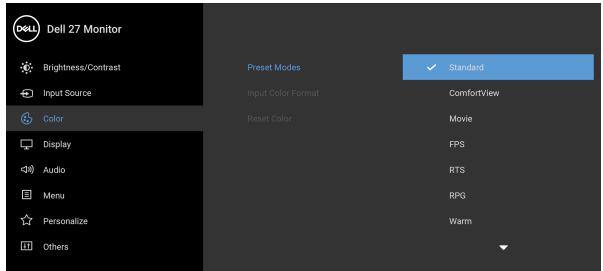 DELL Dell 27 Monitor
Brightness/Contrast Preset Modes Standard
Input Source Input Color Format ComfortView
Color Reset Color Movie
Display FPS
Audio RTS
Menu RPG
Personalize Warm
Others